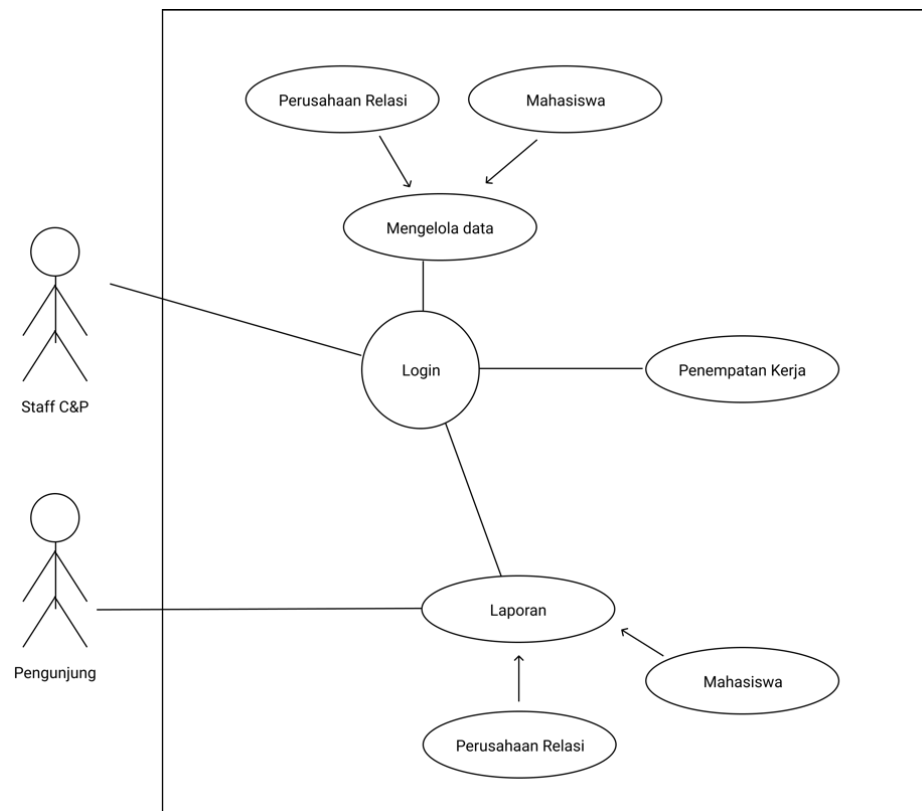 Perusahaan Relasi
Mahasiswa
Mengelola data
Login
Penempatan Kerja
Staff C&P
Laporan
Pengunjung
Mahasiswa
Perusahaan Relasi